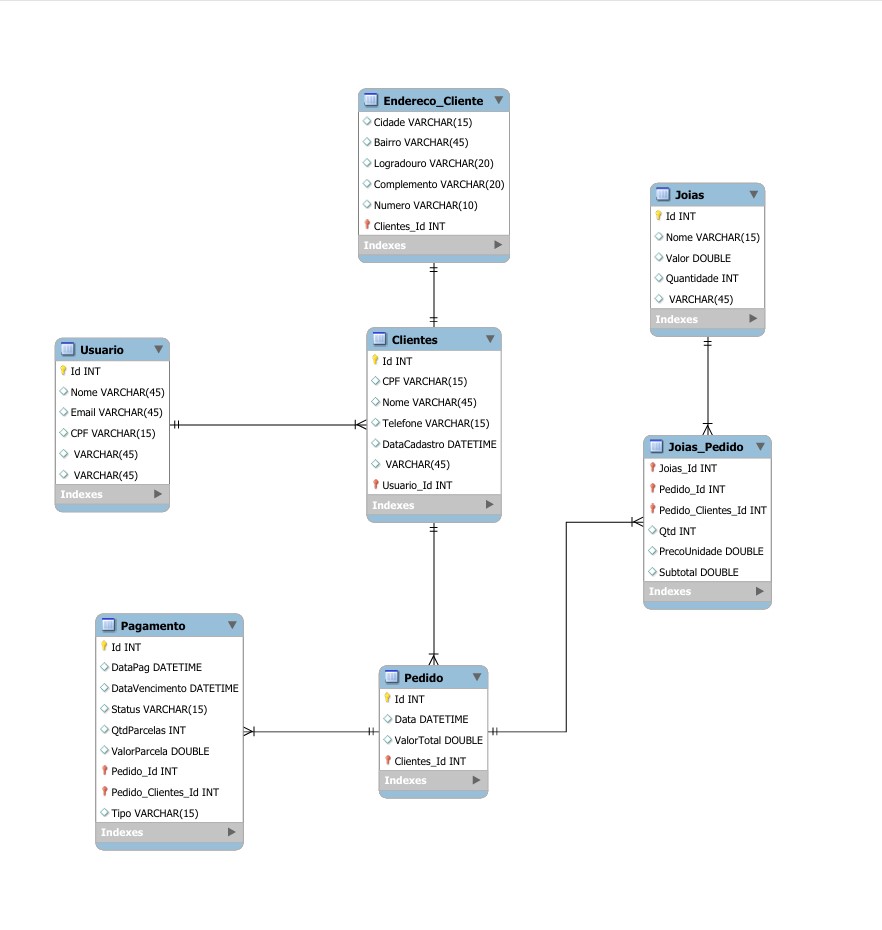 Endereco_Cliente
Cidade VARCHAR(15)
Bairro VARCHAR(45)
Logradouro VARCHAR(20)
Complemento VARCHAR(20)
Numero VARCHAR(10)
Clientes_Id INT
Indexes
Joias
Id INT
Nome VARCHAR(15)
Valor DOUBLE
Quantidade INT
VARCHAR(45)
Indexes
Usuario
Id INT
Nome VARCHAR(45)
Email VARCHAR(45)
CPF VARCHAR(15)
VARCHAR(45)
VARCHAR(45)
Indexes
Clientes
Id INT
CPF VARCHAR(15)
Nome VARCHAR(45)
Telefone VARCHAR(15)
DataCadastro DATETIME
VARCHAR(45)
Usuario_Id INT
Indexes
Joias_Pedido
Joias_Id INT
Pedido_Id INT
Pedido_Clientes_Id INT
Qtd INT
PrecoUnidade DOUBLE
Subtotal DOUBLE
Indexes
Pagamento
Id INT
DataPag DATETIME
DataVencimento DATETIME
Status VARCHAR(15)
QtdParcelas INT
ValorParcela DOUBLE
Pedido_Id INT
Pedido_Clientes_Id INT
Tipo VARCHAR(15)
Indexes
Pedido
Id INT
Data DATETIME
ValorTotal DOUBLE
Clientes_Id INT
Indexes